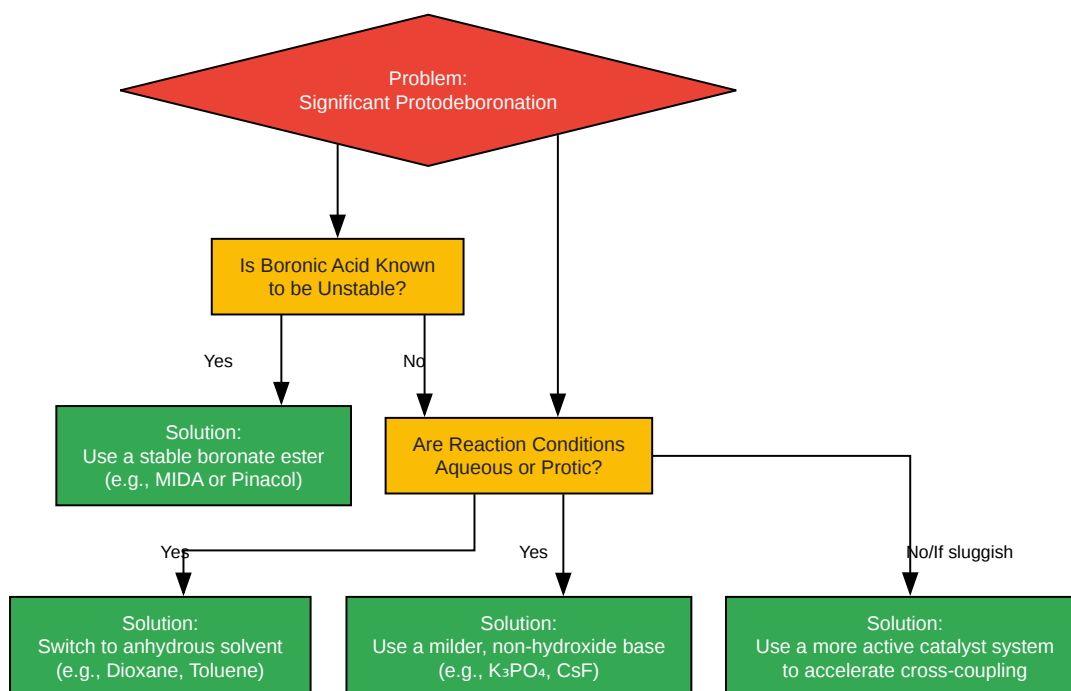 Problem:
Significant Protodeboronation
Is Boronic Acid Known
to be Unstable?
Yes
No
Solution:
Use a stable boronate ester
(e.g., MIDA or Pinacol)
Are Reaction Conditions
Aqueous or Protic?
Yes
Yes
No/If sluggish
Solution:
Switch to anhydrous solvent
(e.g., Dioxane, Toluene)
Solution:
Use a milder, non-hydroxide base
(e.g., K₃PO₄, CsF)
Solution:
Use a more active catalyst system
to accelerate cross-coupling